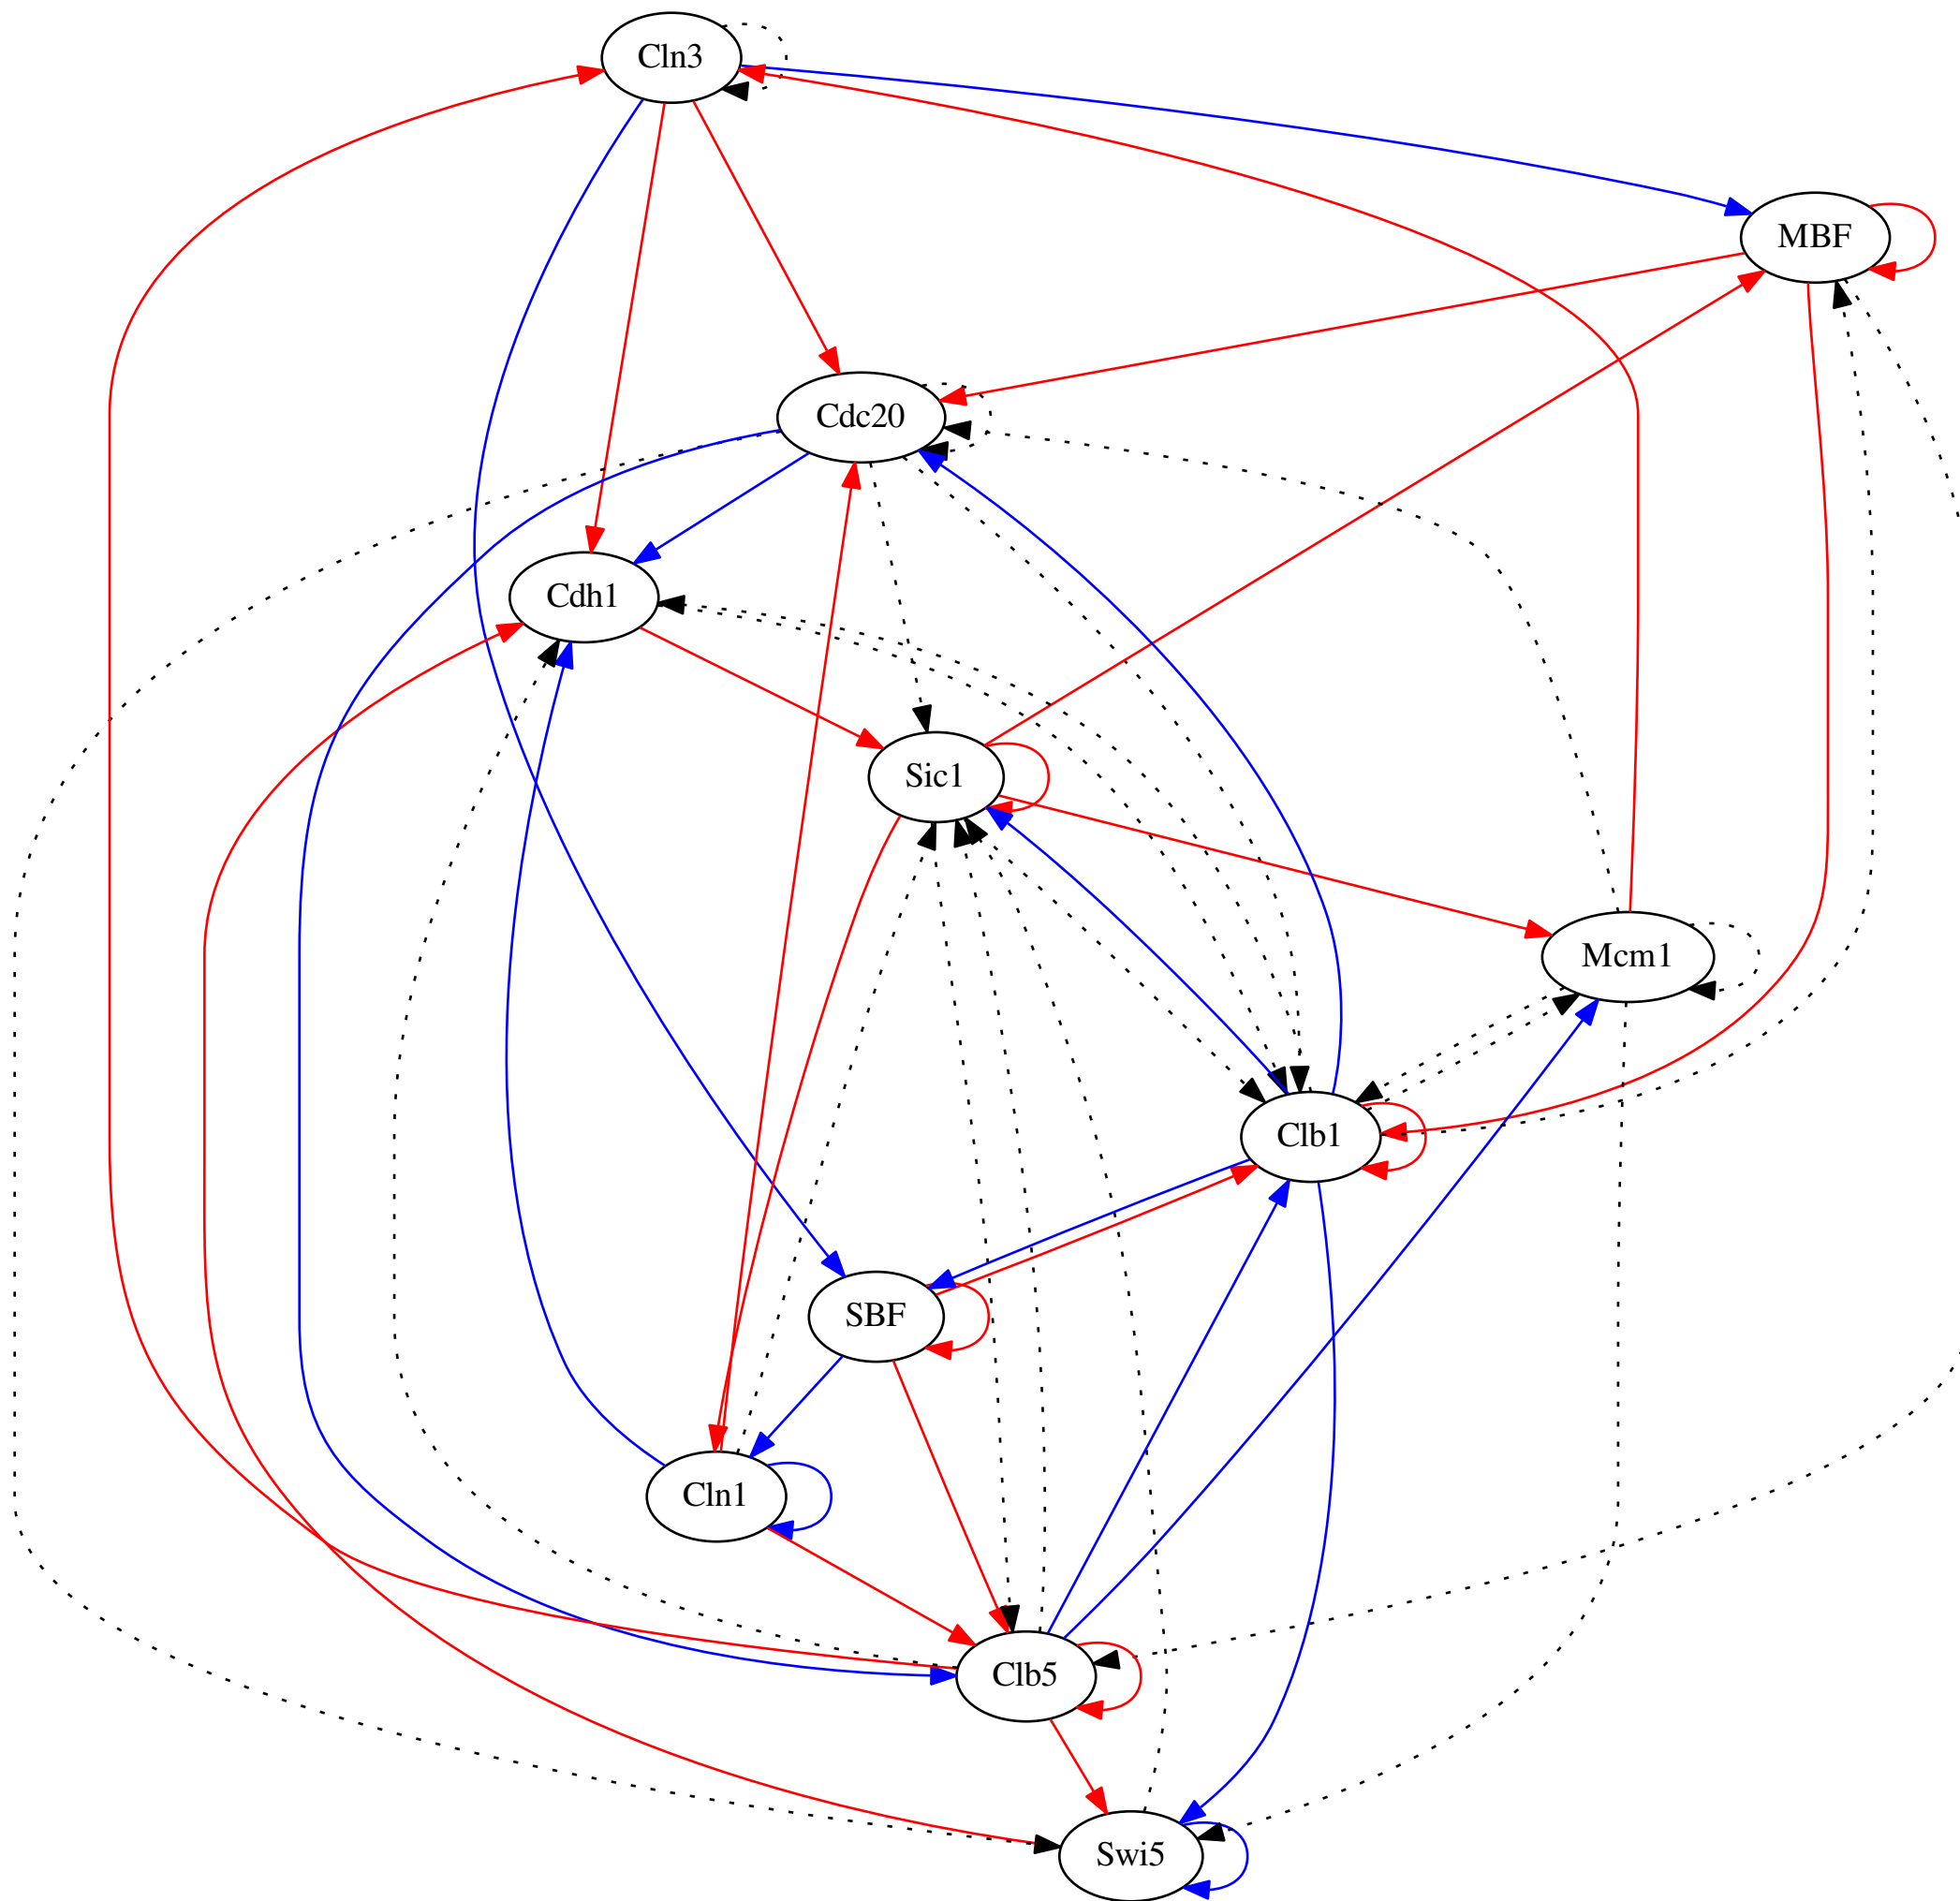 Cln3
MBF
Cdc20
Cdh1
Sic1
Mcm1
Clb1
SBF
Cln1
Clb5
Swi5